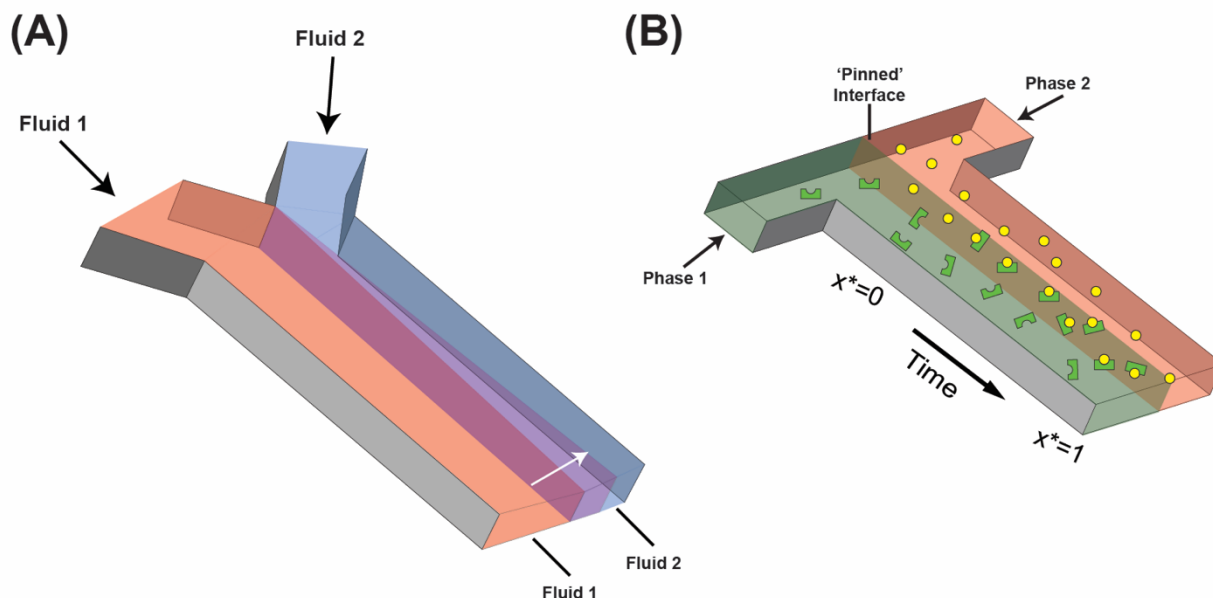 (A)
Fluid 2
Fluid 1
Fluid 2
Fluid 1
(B)
‘Pinned’
Interface
Phase 2
Phase 1
x*=0
Time
x*=1